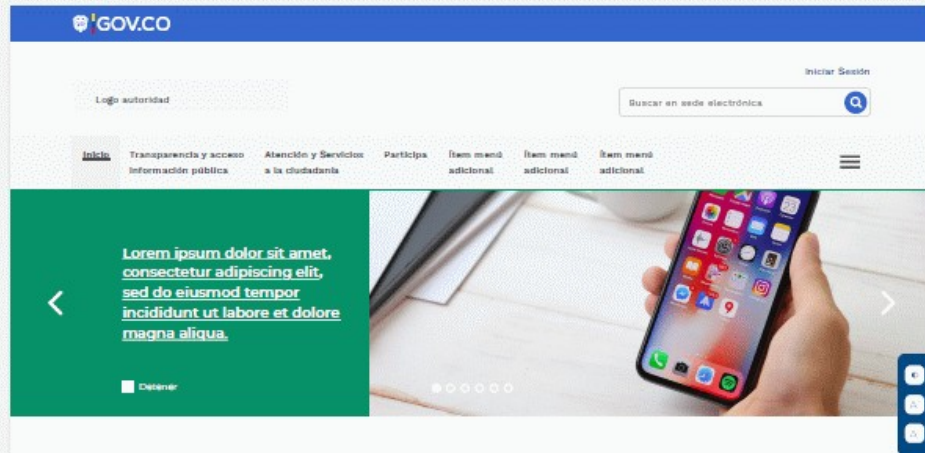 GOV.CO
Iniciar Sesión
Logo autoridad
Buscar en sede electrónica
Inicio
Transparencia y acceso
información pública
Atención y Servicios
a la ciudadanía
Participa
Ítem menú
adicional
Ítem menú
adicional
Ítem menú
adicional
Lorem ipsum dolor sit amet,
consectetur adipiscing elit,
sed do eiusmod tempor
incididunt ut labore et dolore
magna aliqua.
Detener